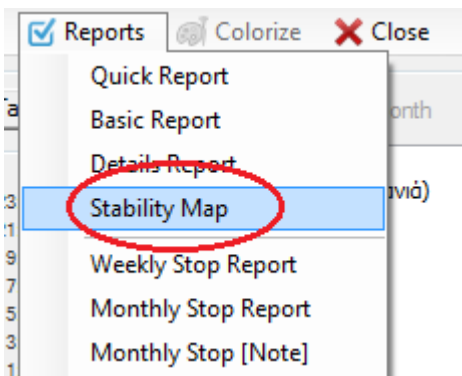 Reports Colorize Close
Quick Report
Basic Report
onth
Details Report
Stability Map
νιά)
Weekly Stop Report
Monthly Stop Report
Monthly Stop [Note]